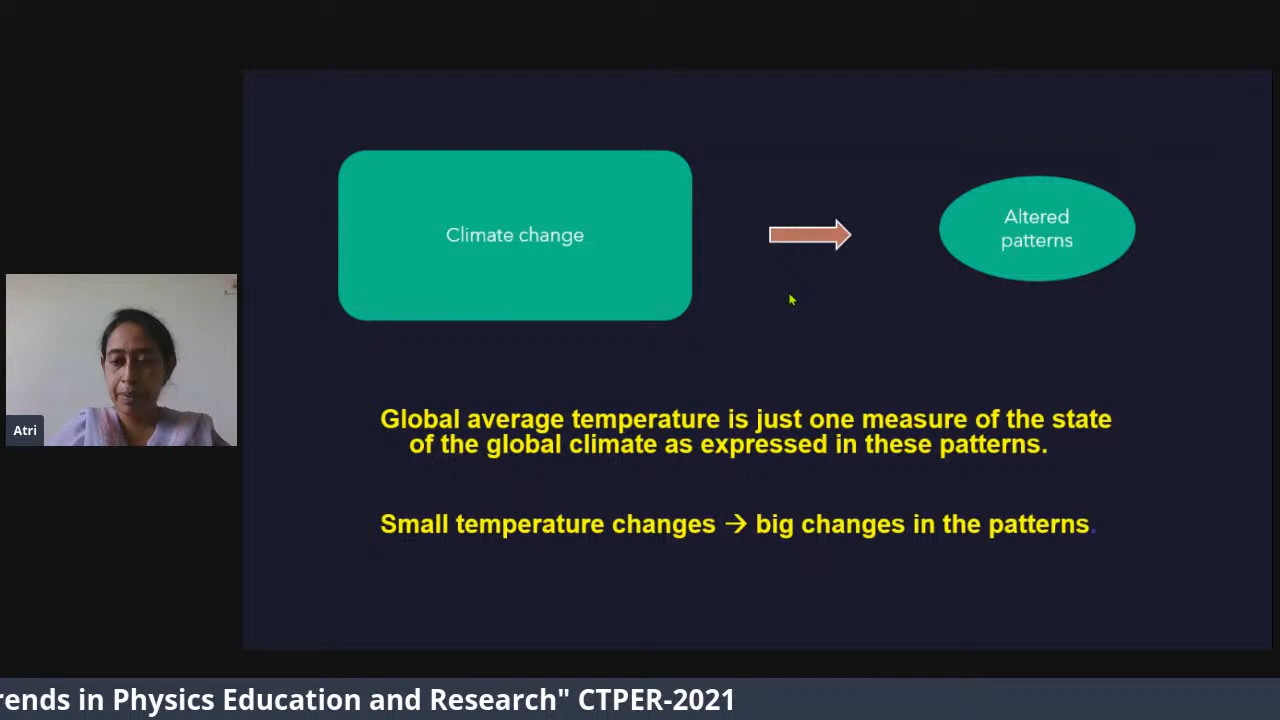 Climate change
Altered
patterns
Atri
Global average temperature is just one measure of the state
of the global climate as expressed in these patterns.
Small temperature changes → big changes in the patterns.
rends in Physics Education and Research" CTPER-2021